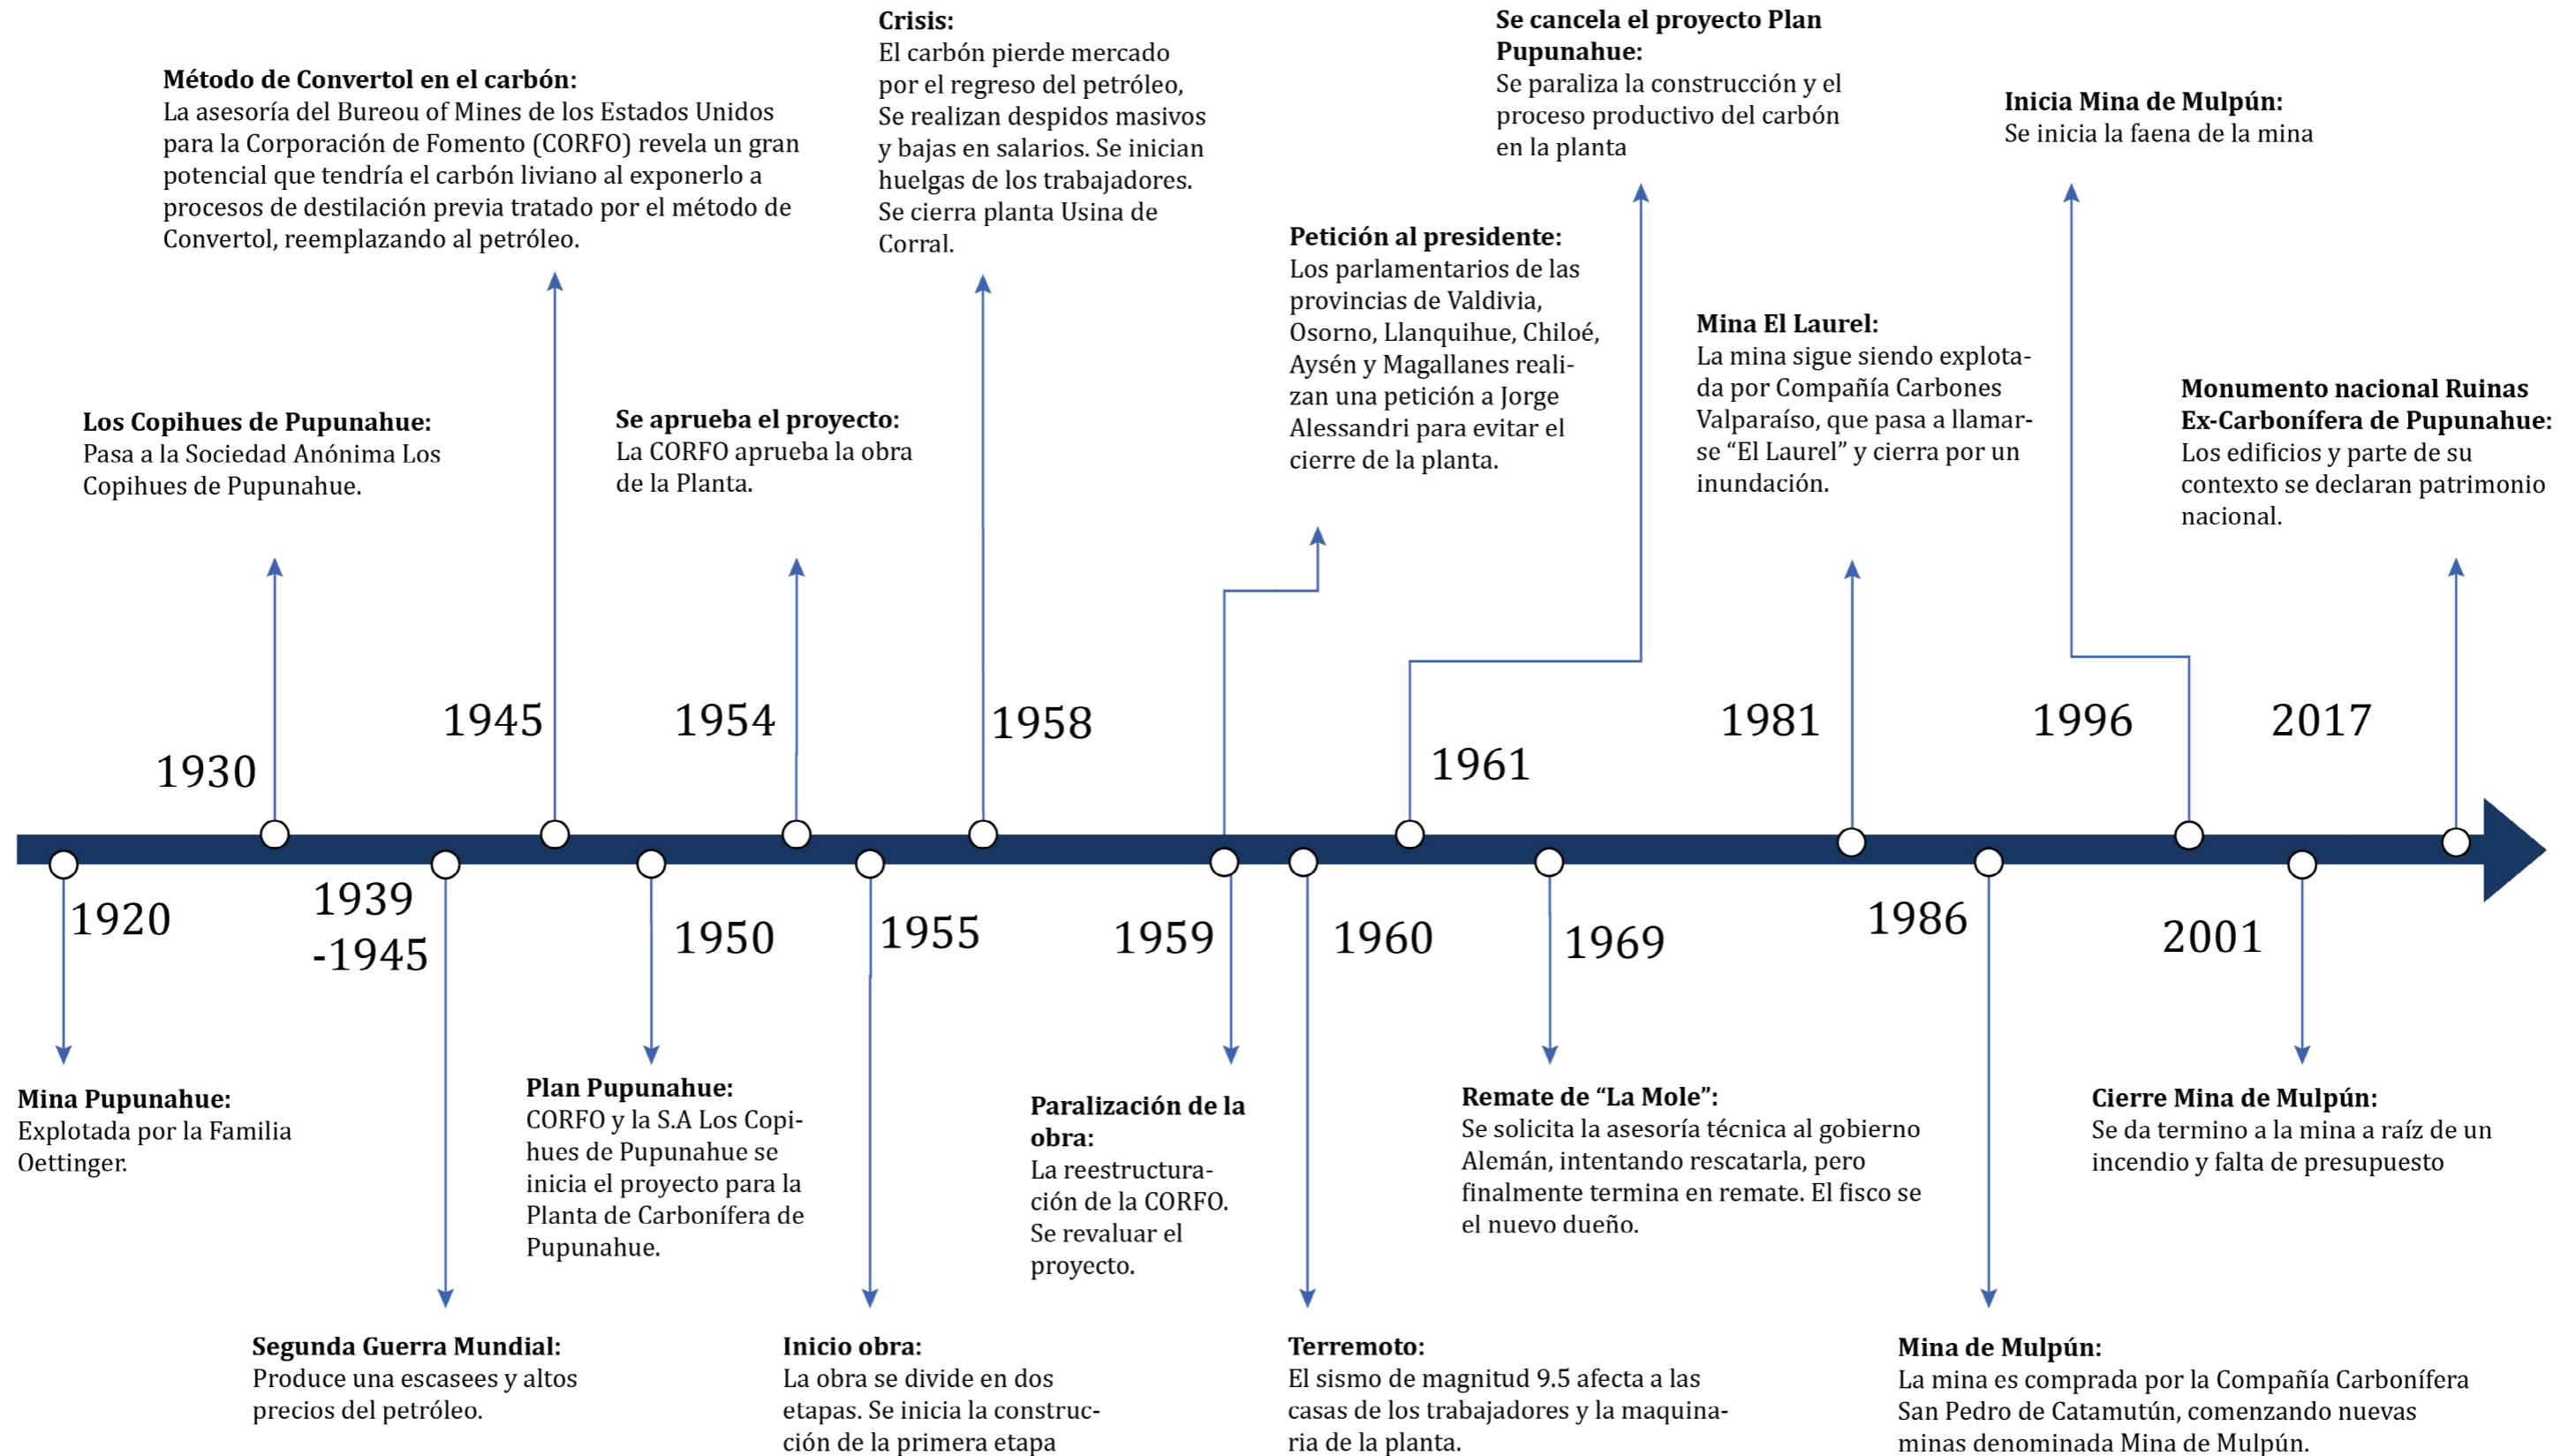 Crisis:
El carbón pierde mercado
por el regreso del petróleo,
Se realizan despidos masivos
y bajas en salarios. Se inician
huelgas de los trabajadores.
Se cierra planta Usina de
Corral.
Se cancela el proyecto Plan
Pupunahue:
Se paraliza la construcción y el
proceso productivo del carbón
en la planta
Método de Convertol en el carbón:
La asesoría del Bureou of Mines de los Estados Unidos
para la Corporación de Fomento (CORFO) revela un gran
potencial que tendría el carbón liviano al exponerlo a
procesos de destilación previa tratado por el método de
Convertol, reemplazando al petróleo.
Inicia Mina de Mulpún:
Se inicia la faena de la mina
Petición al presidente:
Los parlamentarios de las
provincias de Valdivia,
Osorno, Llanquihue, Chiloé,
Aysén y Magallanes reali-
zan una petición a Jorge
Alessandri para evitar el
cierre de la planta.
Mina El Laurel:
La mina sigue siendo explota-
da por Compañía Carbones
Valparaíso, que pasa a llamar-
se “El Laurel” y cierra por un
inundación.
Monumento nacional Ruinas
Ex-Carbonífera de Pupunahue:
Los edificios y parte de su
contexto se declaran patrimonio
nacional.
Los Copihues de Pupunahue:
Pasa a la Sociedad Anónima Los
Copihues de Pupunahue.
Se aprueba el proyecto:
La CORFO aprueba la obra
de la Planta.
1930
1945
1954
1958
1961
1981
1996
2017
1920
1939
-1945
1950
1955
1959
1960
1969
1986
2001
Mina Pupunahue:
Explotada por la Familia
Oettinger.
Plan Pupunahue:
CORFO y la S.A Los Copi-
hues de Pupunahue se
inicia el proyecto para la
Planta de Carbonífera de
Pupunahue.
Paralización de la
obra:
La reestructura-
ción de la CORFO.
Se revaluar el
proyecto.
Remate de “La Mole”:
Se solicita la asesoría técnica al gobierno
Alemán, intentando rescatarla, pero
finalmente termina en remate. El fisco se
el nuevo dueño.
Cierre Mina de Mulpún:
Se da termino a la mina a raíz de un
incendio y falta de presupuesto
Segunda Guerra Mundial:
Produce una escasees y altos
precios del petróleo.
Inicio obra:
La obra se divide en dos
etapas. Se inicia la construc-
ción de la primera etapa
Terremoto:
El sismo de magnitud 9.5 afecta a las
casas de los trabajadores y la maquina-
ria de la planta.
Mina de Mulpún:
La mina es comprada por la Compañía Carbonífera
San Pedro de Catamutún, comenzando nuevas
minas denominada Mina de Mulpún.